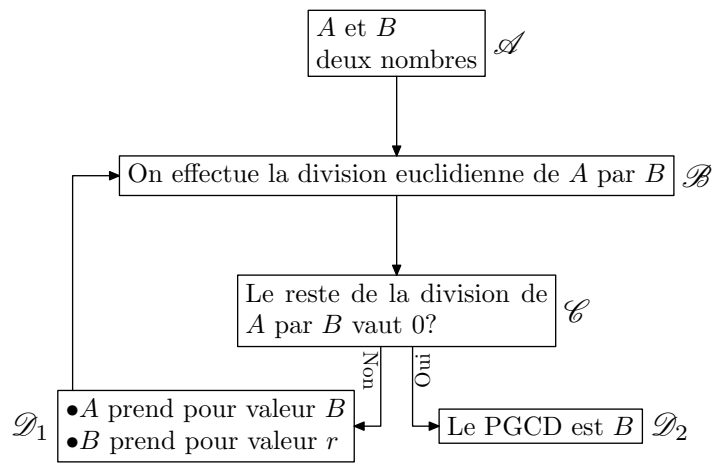 A et B
deux nombres
𝒜
On effectue la division euclidienne de A par B
ℬ
Le reste de la division de
A par B vaut 0?
𝒞
Non
Oui
𝒟1
●A prend pour valeur B
●B prend pour valeur r
Le PGCD est B
𝒟2